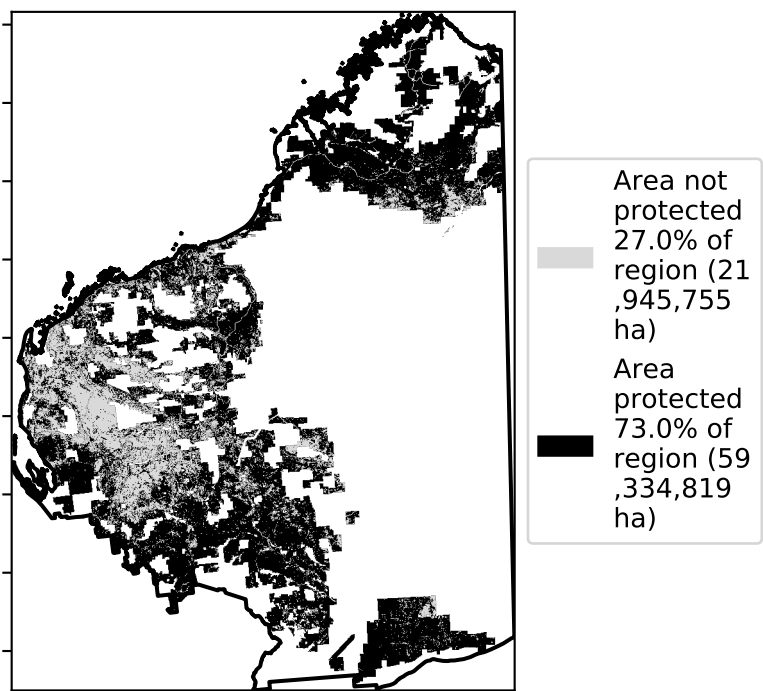 Area not
protected
27.0% of
region (21
,945,755
ha)
Area
protected
73.0% of
region (59
,334,819
ha)